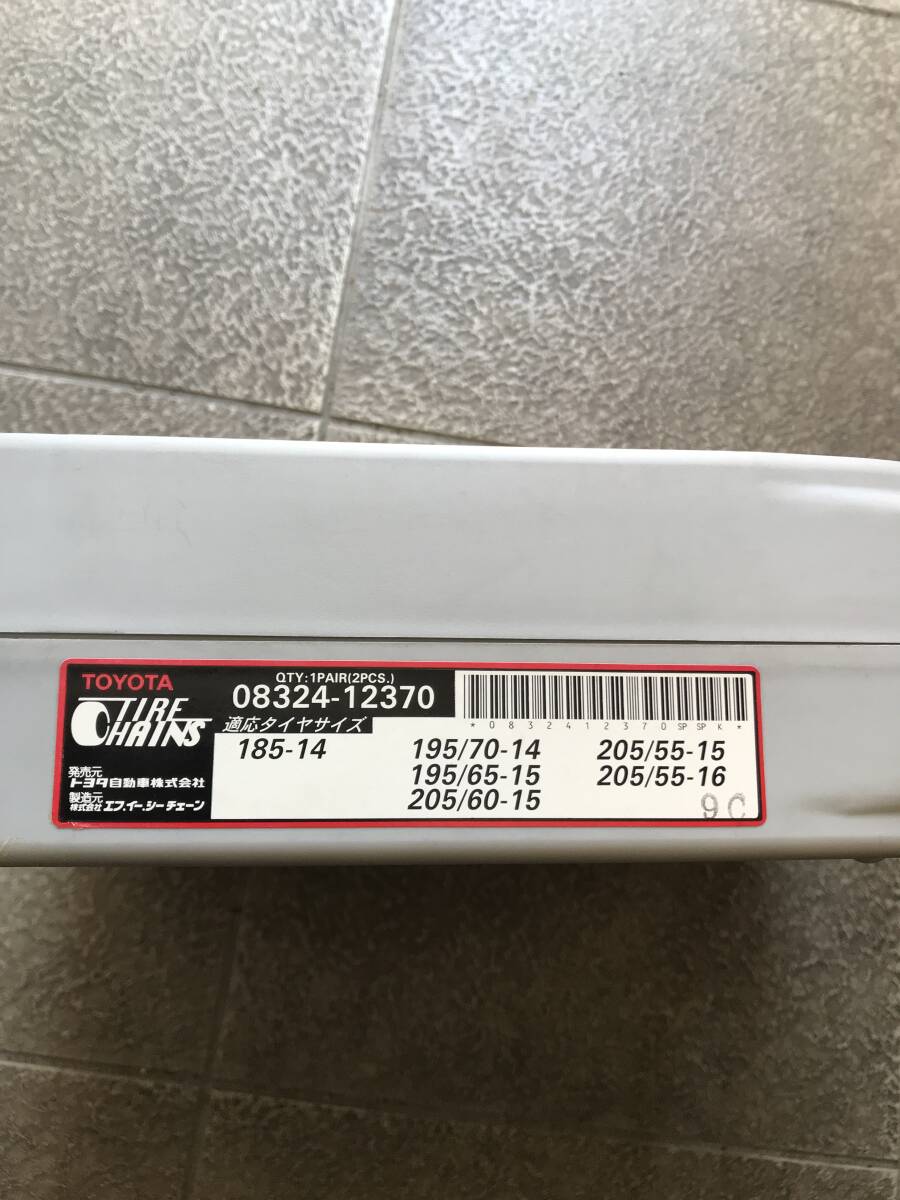 TOYOTA
TIRE
CHAINS
発売元
トヨタ自動車株式会社
製造元
株式会社 エフ.イー.シーチェーン
QTY:1PAIR(2PCS.)
08324-12370
*0832412370 SP SP K*
適応タイヤサイズ
185-14 195/70-14 205/55-15
195/65-15 205/55-16
205/60-15
9C